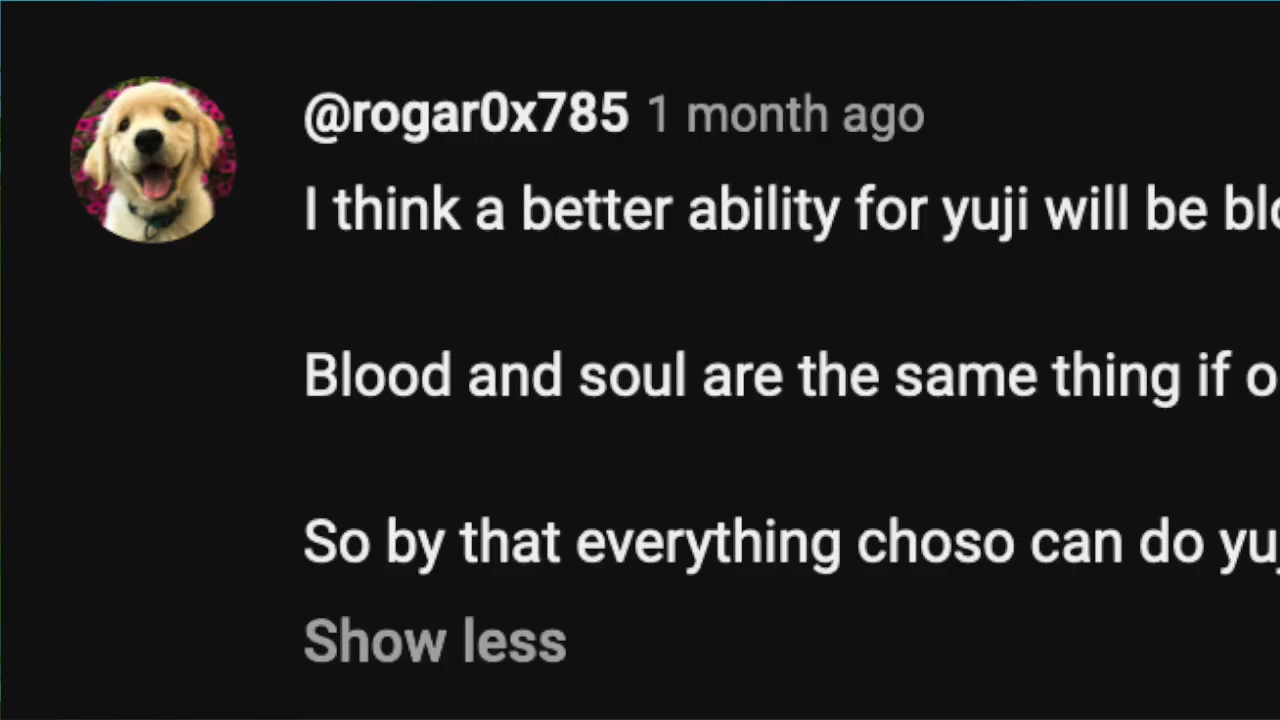 @rogar0x785 1 month ago
I think a better ability for yuji will be
Blood and soul are the same thing if
So by that everything choso can do
Show less